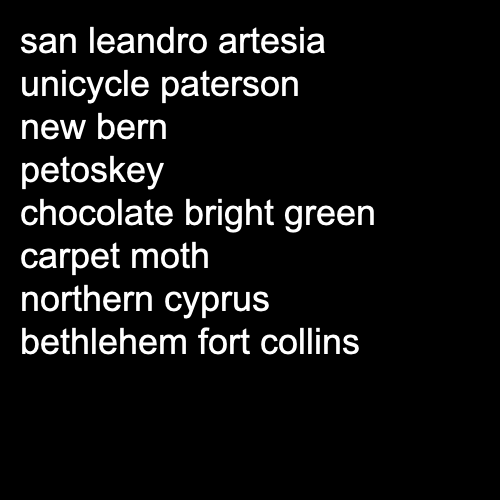 san leandro artesia
unicycle paterson
new bern
petoskey
chocolate bright green
carpet moth
northern cyprus
bethlehem fort collins